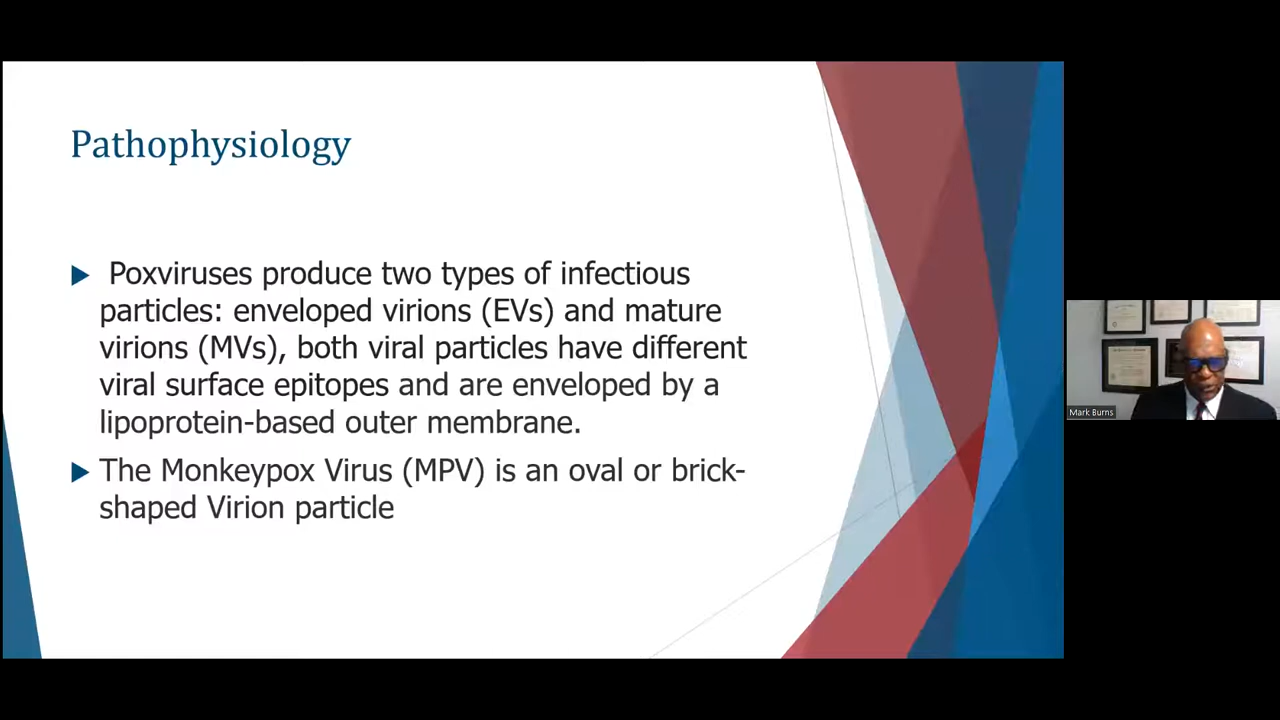 Pathophysiology
Poxviruses produce two types of infectious
particles: enveloped virions (EVs) and mature
virions (MVs), both viral particles have different
viral surface epitopes and are enveloped by a
lipoprotein-based outer membrane.
The Monkeypox Virus (MPV) is an oval or brick-
shaped Virion particle
Mark Burns